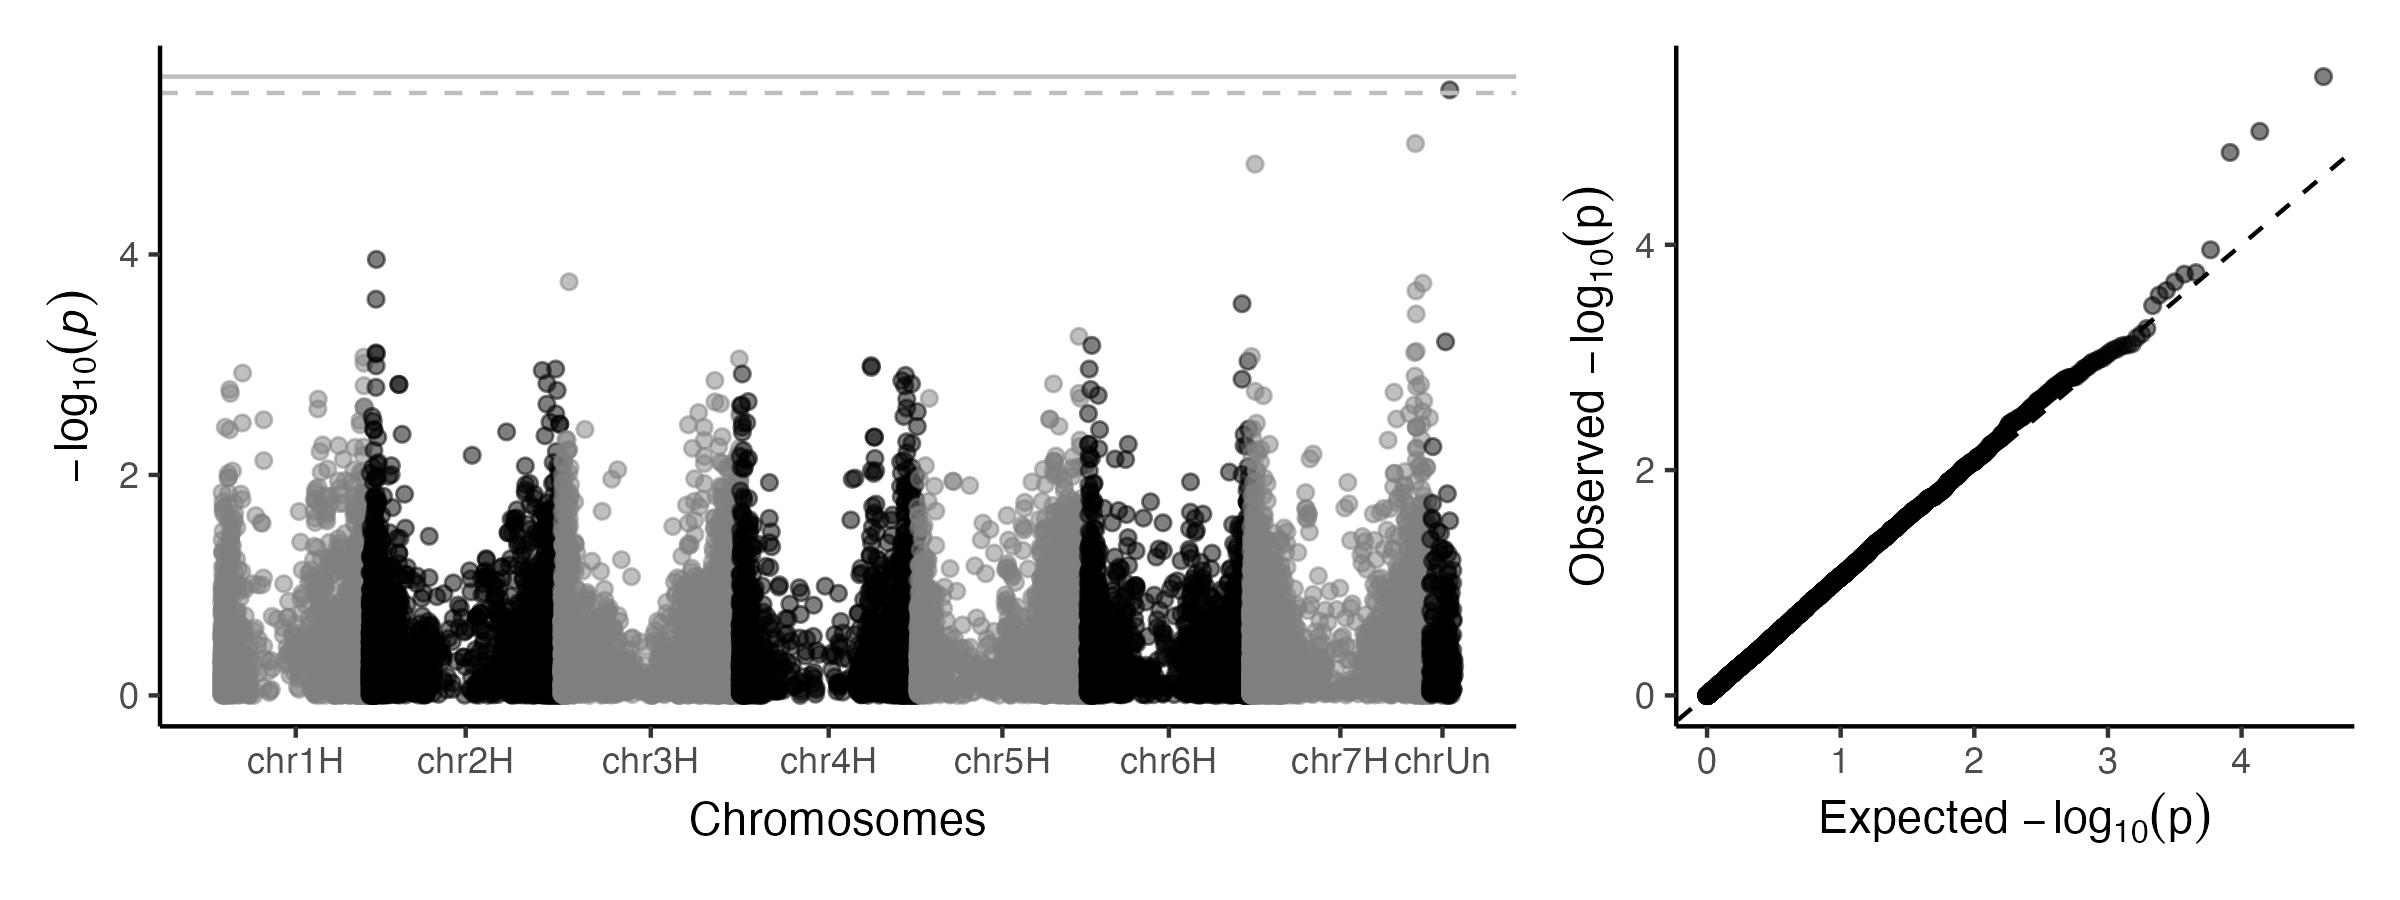 −log10(p)
4
2
0
chr1H chr2H chr3H chr4H chr5H chr6H chr7H chrUn
Chromosomes
Observed −log10(p)
4
2
0
0 1 2 3 4
Expected −log10(p)